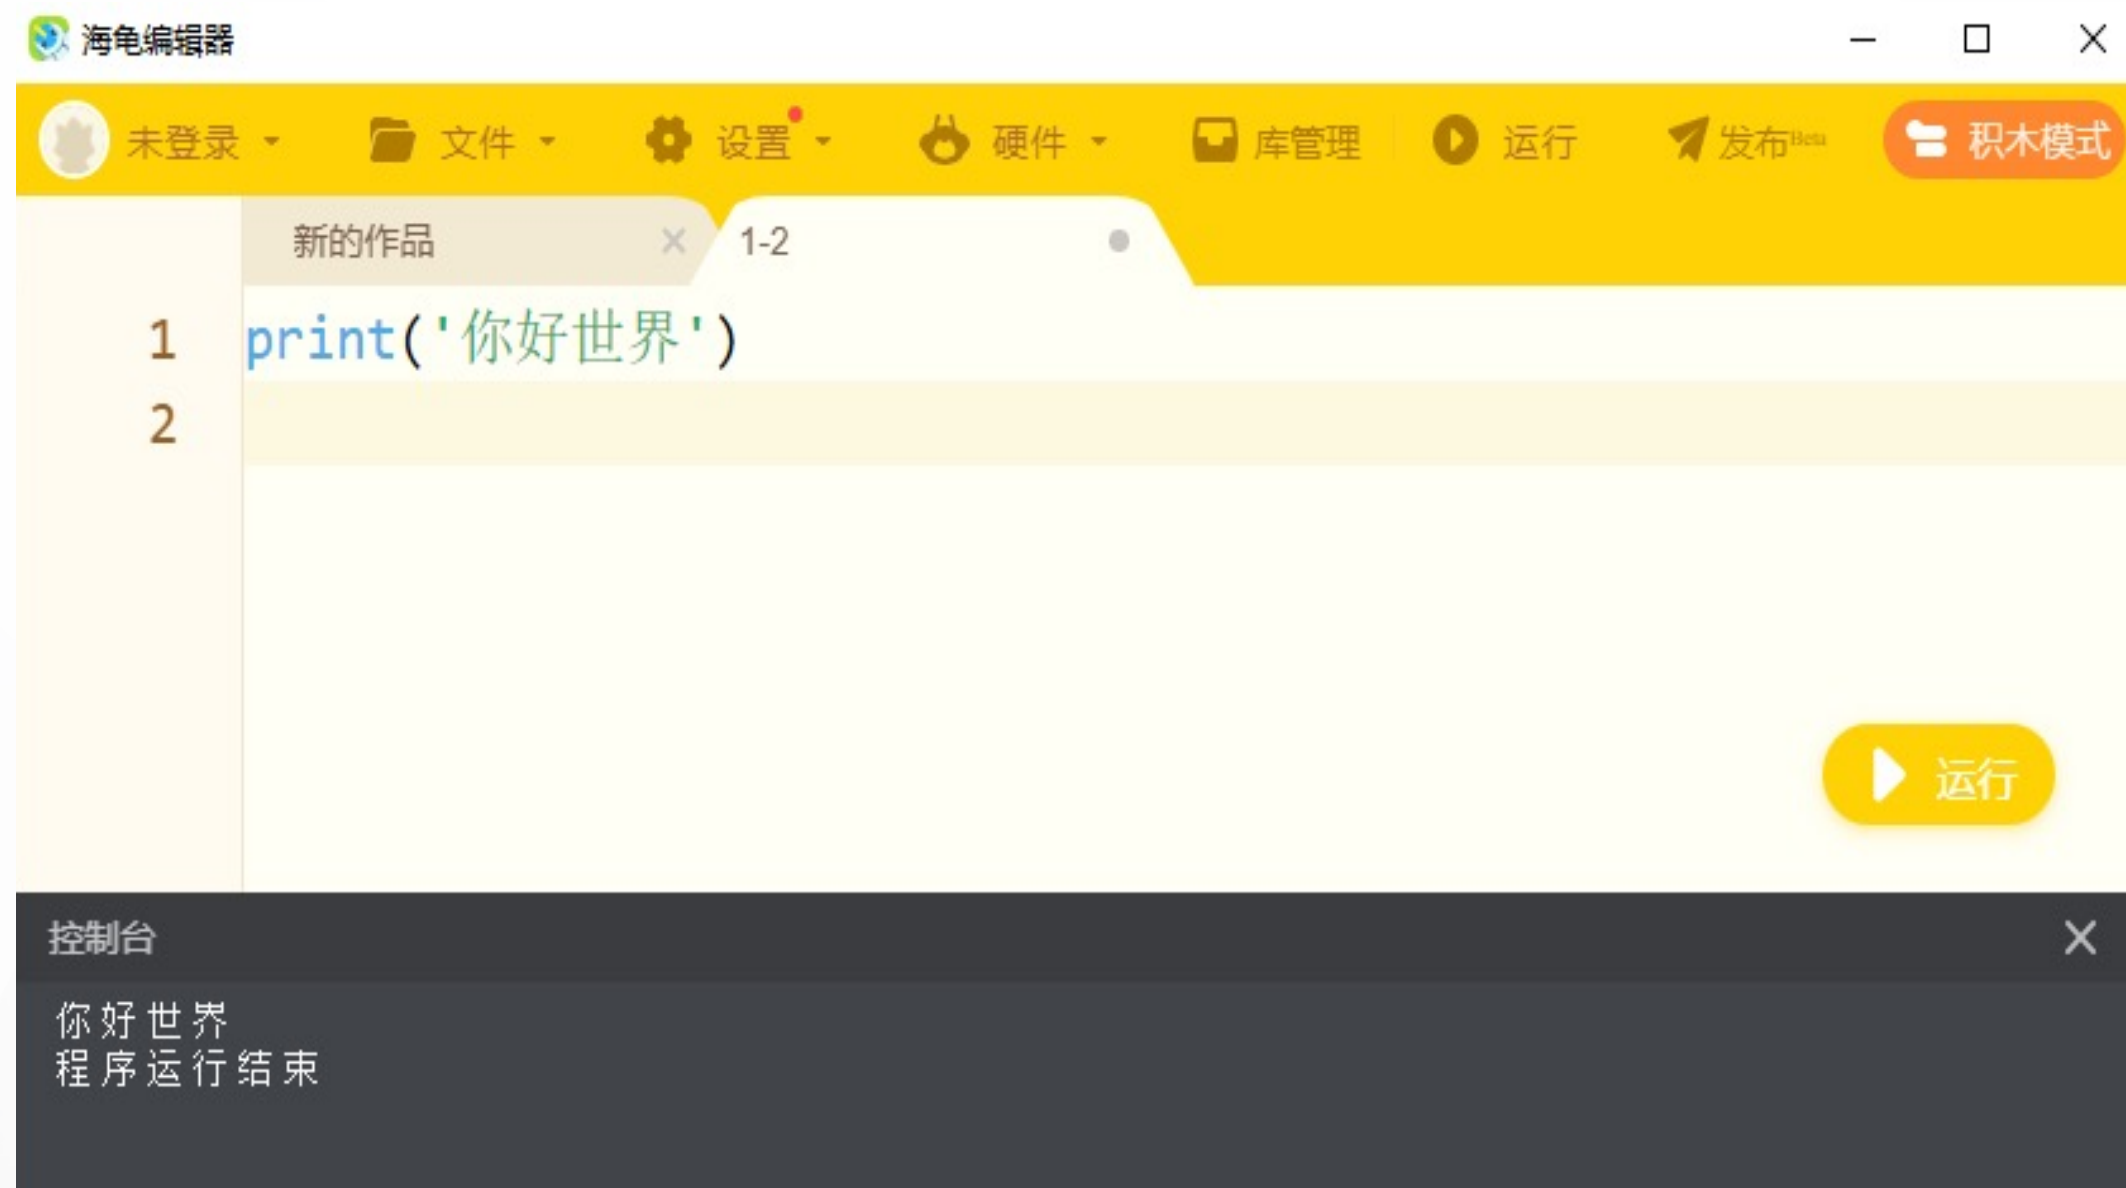 海龟编辑器
未登录 文件 设置 硬件 库管理 运行 发布Beta 积木模式
新的作品 1-2
1 print('你好世界')
2
运行
控制台
你好世界
程序运行结束